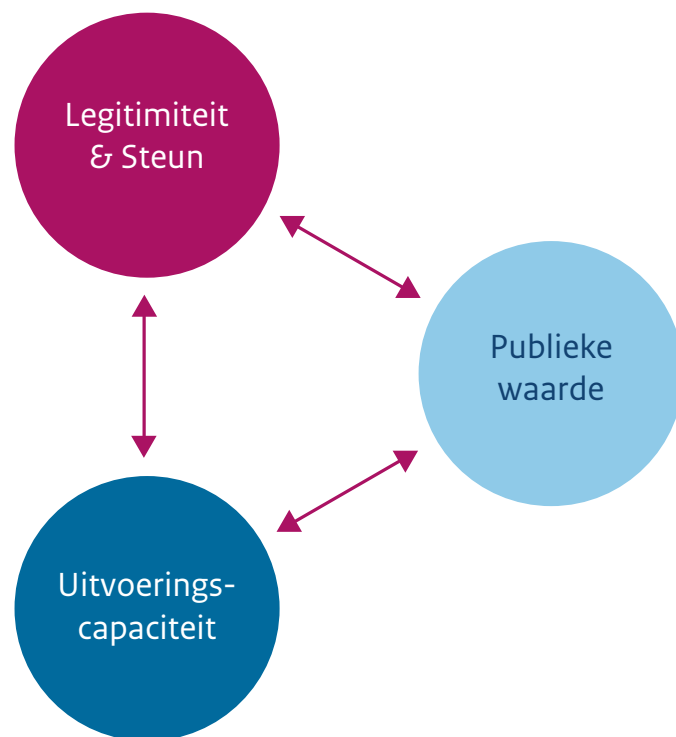 Legitimiteit
& Steun
Publieke
waarde
Uitvoerings-
capaciteit